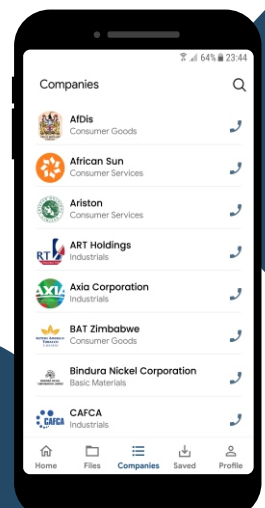 64% 23:44
Companies
AfDis
Consumer Goods
African Sun
Consumer Services
Ariston
Consumer Services
RT
ART Holdings
Industrials
AXIA
Axia Corporation
Industrials
BAT Zimbabwe
Consumer Goods
Bindura Nickel Corporation
Basic Materials
CAFCA
CAFCA
Industrials
Home Files Companies Saved Profile